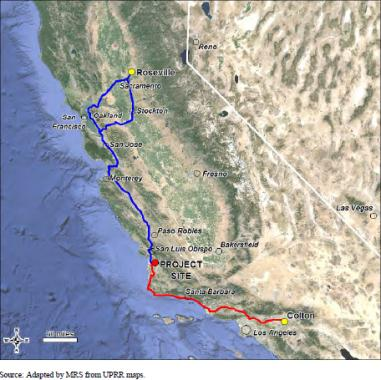 Reno
Roseville
Sacramento
Oakland
Stockton
San
Francisco
San Jose
Monterey
Fresno
Las Vegas
Paso Robles
San Luis Obispo
Bakersfield
PROJECT
SITE
Santa Barbara
Colton
Los Angeles
Source: Adapted by MRS from UPRR maps.